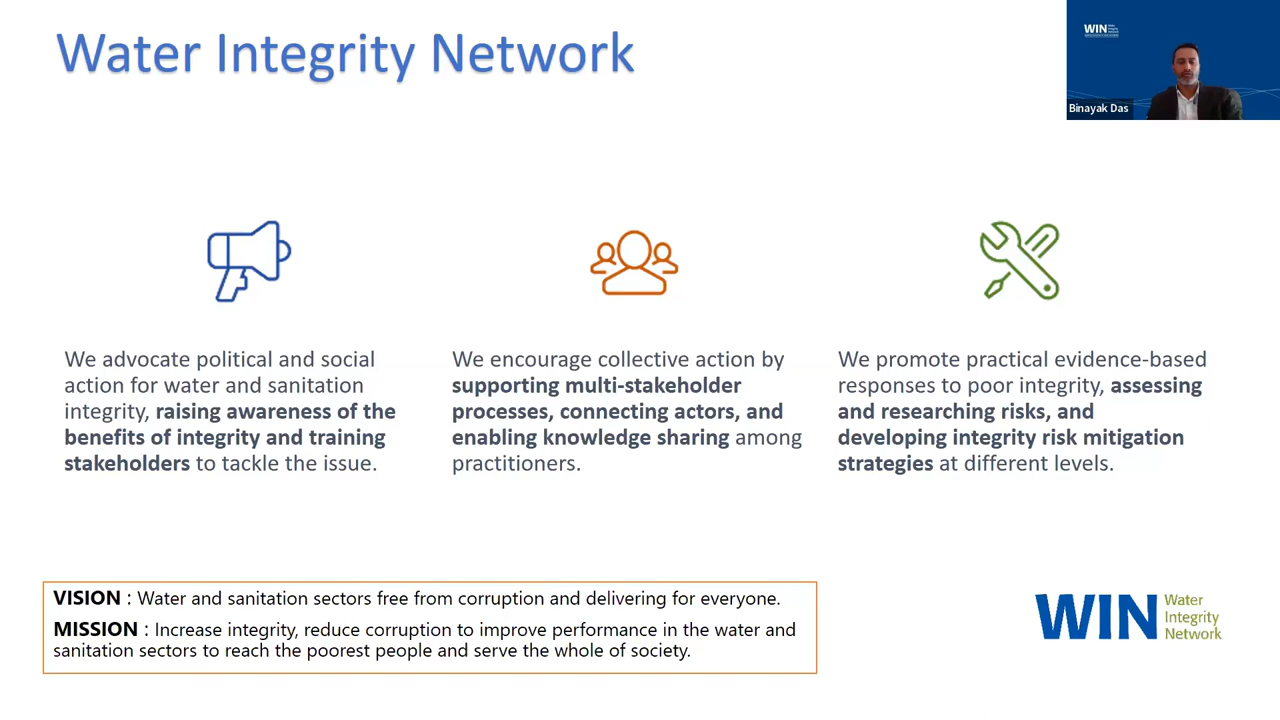 Water Integrity Network
WIN
Binayak Das
We advocate political and social
action for water and sanitation
integrity, raising awareness of the
benefits of integrity and training
stakeholders to tackle the issue.
We encourage collective action by
supporting multi-stakeholder
processes, connecting actors, and
enabling knowledge sharing among
practitioners.
We promote practical evidence-based
responses to poor integrity, assessing
and researching risks, and
developing integrity risk mitigation
strategies at different levels.
VISION : Water and sanitation sectors free from corruption and delivering for everyone.
MISSION : Increase integrity, reduce corruption to improve performance in the water and
sanitation sectors to reach the poorest people and serve the whole of society.
WIN
Water
Integrity
Network